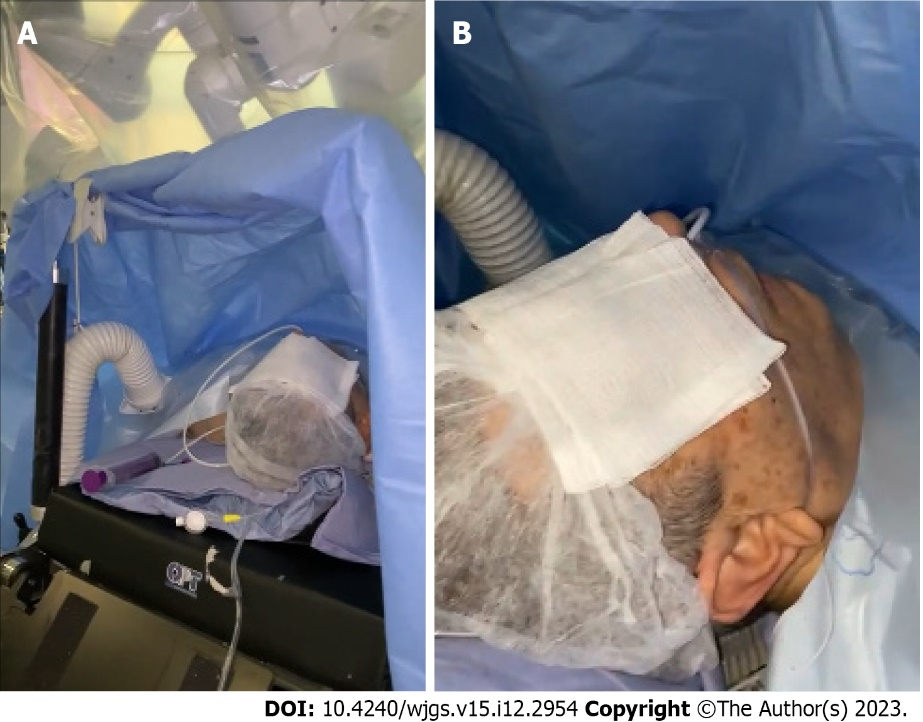 A
B
OPT
DOI: 10.4240/wjgs.v15.i12.2954 Copyright ©The Author(s) 2023.